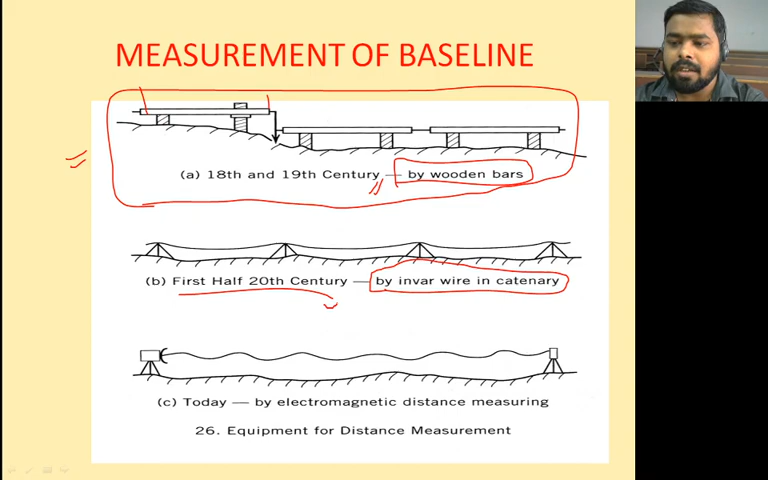 MEASUREMENT OF BASELINE
(a) 18th and 19th Century — by wooden bars
(b) First Half 20th Century — by invar wire in catenary
(c) Today — by electromagnetic distance measuring
26. Equipment for Distance Measurement